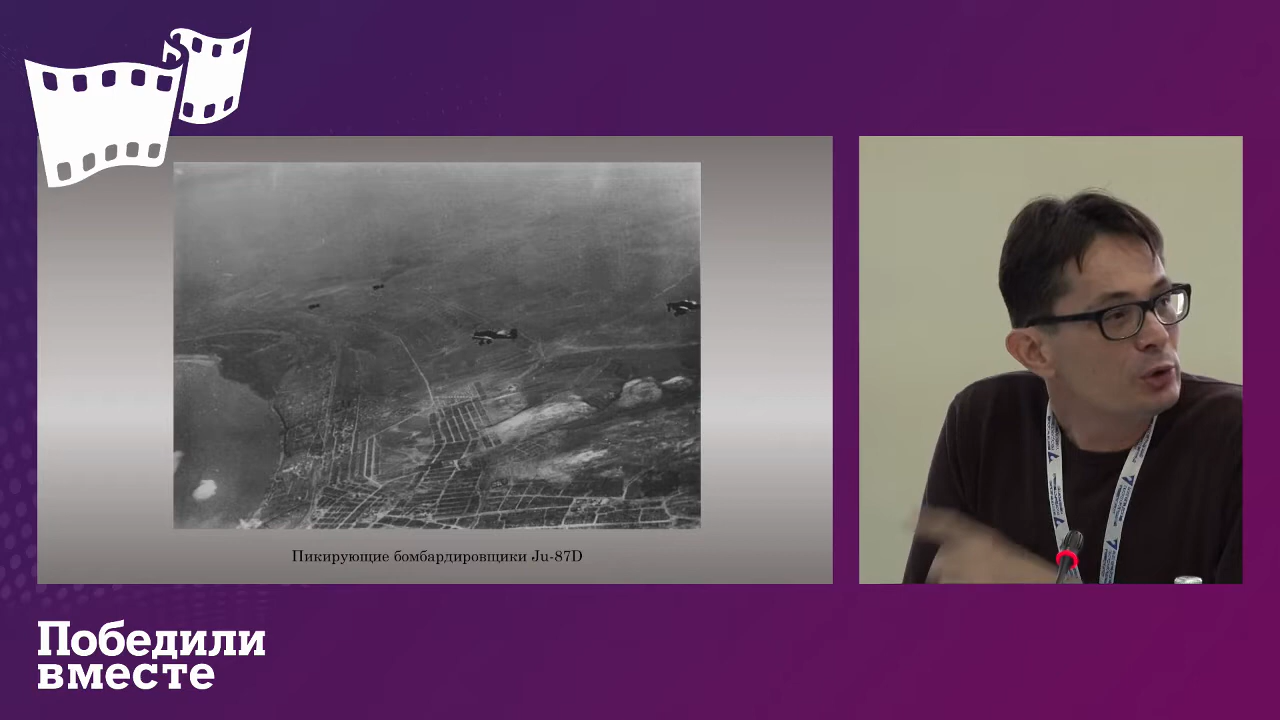 Пикирующие бомбардировщики Ju-87D
Победили
вместе